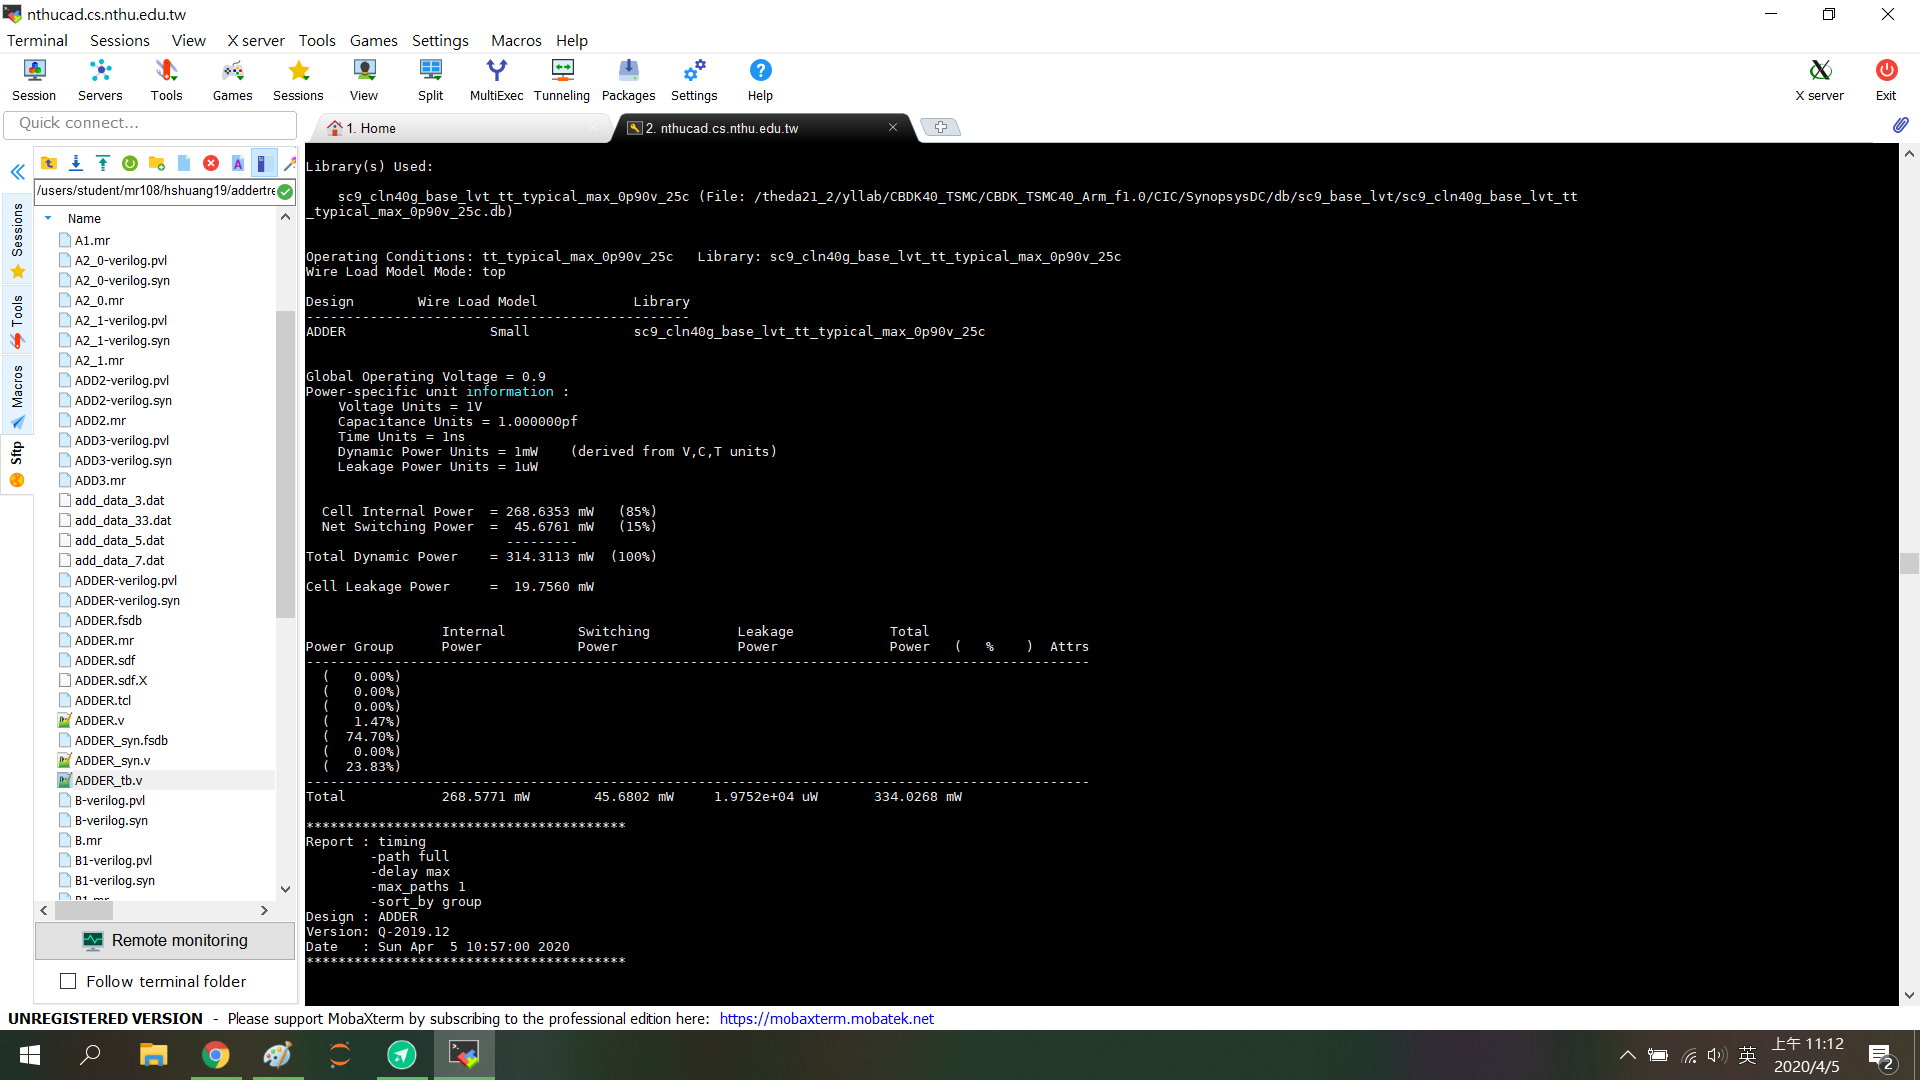 nthucad.cs.nthu.edu.tw
Terminal Sessions View X server Tools Games Settings Macros Help
Session Servers Tools Games Sessions View Split MultiExec Tunneling Packages Settings Help X server Exit
Quick connect...
1. Home
2. nthucad.cs.nthu.edu.tw
/users/student/mr108/hshuang19/addertre
Sessions
Tools
Macros
Sftp
Name
A1.mr
A2_0-verilog.pvl
A2_0-verilog.syn
A2_0.mr
A2_1-verilog.pvl
A2_1-verilog.syn
A2_1.mr
ADD2-verilog.pvl
ADD2-verilog.syn
ADD2.mr
ADD3-verilog.pvl
ADD3-verilog.syn
ADD3.mr
add_data_3.dat
add_data_33.dat
add_data_5.dat
add_data_7.dat
ADDER-verilog.pvl
ADDER-verilog.syn
ADDER.fsdb
ADDER.mr
ADDER.sdf
ADDER.sdf.X
ADDER.tcl
ADDER.v
ADDER_syn.fsdb
ADDER_syn.v
ADDER_tb.v
B-verilog.pvl
B-verilog.syn
B.mr
B1-verilog.pvl
B1-verilog.syn
B1.mr
Remote monitoring
Follow terminal folder
Library(s) Used:
sc9_cln40g_base_lvt_tt_typical_max_0p90v_25c (File: /theda21_2/yllab/CBDK40_TSMC/CBDK_TSMC40_Arm_f1.0/CIC/SynopsysDC/db/sc9_base_lvt/sc9_cln40g_base_lvt_tt
_typical_max_0p90v_25c.db)
Operating Conditions: tt_typical_max_0p90v_25c Library: sc9_cln40g_base_lvt_tt_typical_max_0p90v_25c
Wire Load Model Mode: top
Design Wire Load Model Library
------------------------------------------------
ADDER Small sc9_cln40g_base_lvt_tt_typical_max_0p90v_25c
Global Operating Voltage = 0.9
Power-specific unit information :
Voltage Units = 1V
Capacitance Units = 1.000000pf
Time Units = 1ns
Dynamic Power Units = 1mW (derived from V,C,T units)
Leakage Power Units = 1uW
Cell Internal Power = 268.6353 mW (85%)
Net Switching Power = 45.6761 mW (15%)
---------
Total Dynamic Power = 314.3113 mW (100%)
Cell Leakage Power = 19.7560 mW
Internal Switching Leakage Total
Power Group Power Power Power Power ( % ) Attrs
--------------------------------------------------------------------------------------------------
( 0.00%)
( 0.00%)
( 0.00%)
( 1.47%)
( 74.70%)
( 0.00%)
( 23.83%)
--------------------------------------------------------------------------------------------------
Total 268.5771 mW 45.6802 mW 1.9752e+04 uW 334.0268 mW
****************************************
Report : timing
-path full
-delay max
-max_paths 1
-sort_by group
Design : ADDER
Version: Q-2019.12
Date : Sun Apr 5 10:57:00 2020
****************************************
UNREGISTERED VERSION - Please support MobaXterm by subscribing to the professional edition here: https://mobaxterm.mobatek.net
英
上午 11:12
2020/4/5
2